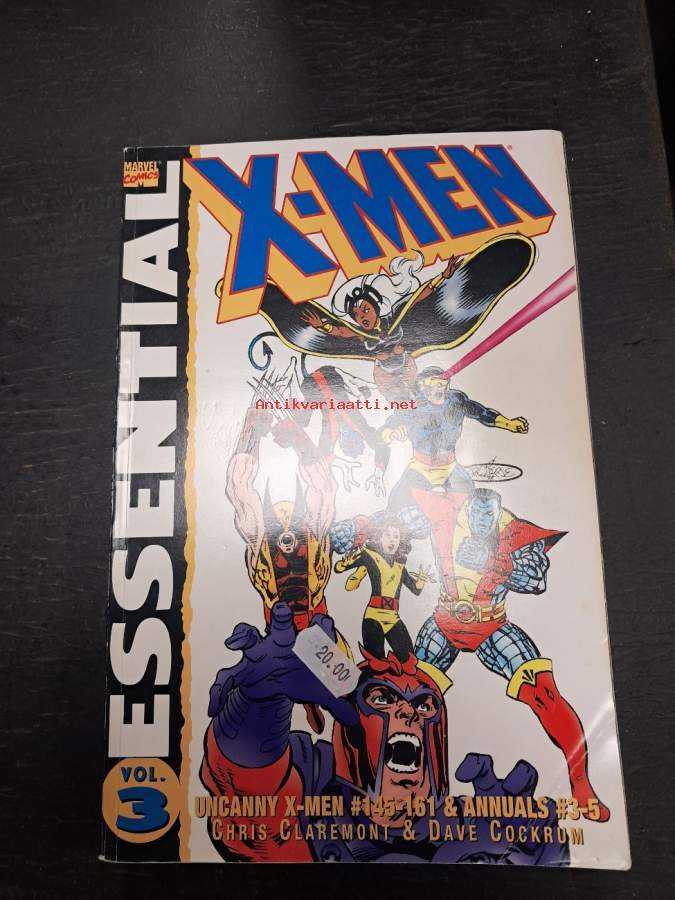 MARVEL
COMICS
ESSENTIAL
X-MEN
Antikvariaatti.net
20.00
VOL.
3
UNCANNY X-MEN #145-161 & ANNUALS #3-5
CHRIS CLAREMONT & DAVE COCKRUM